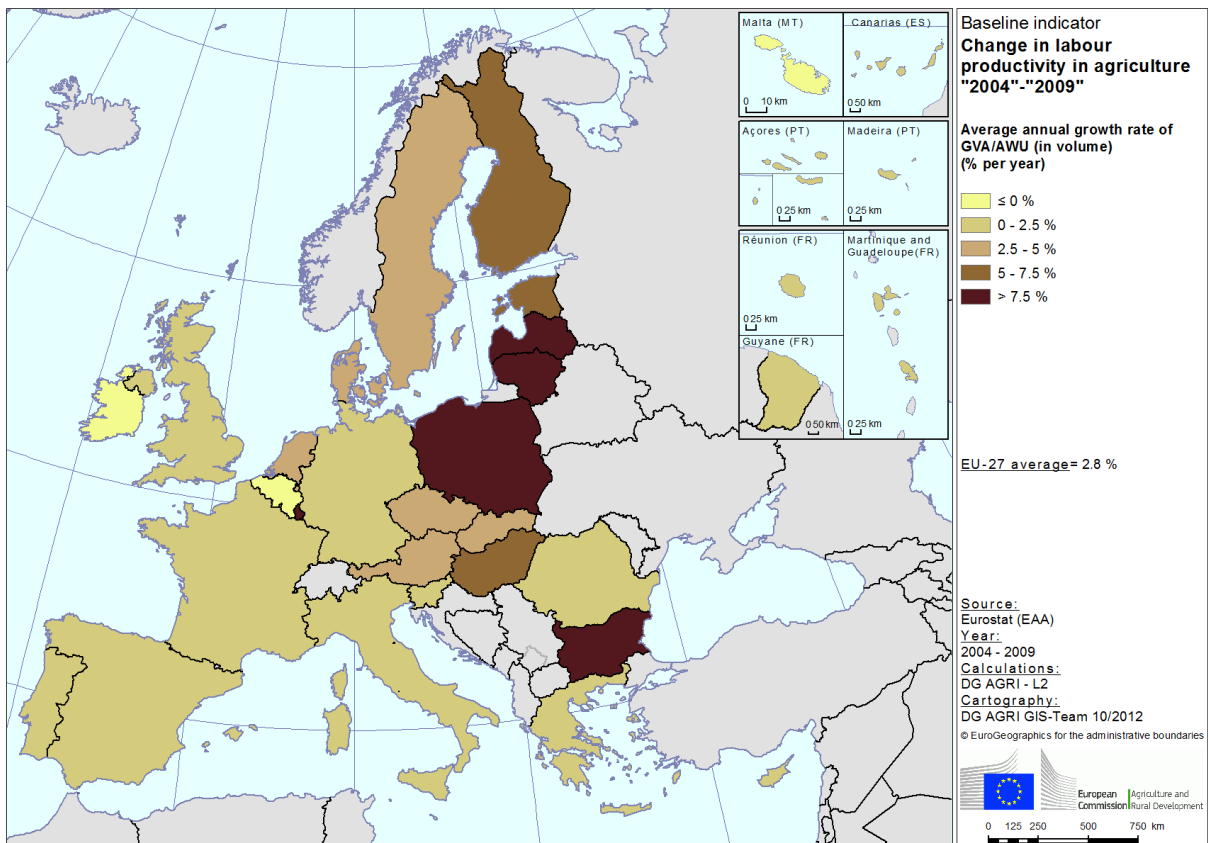 Malta (MT)
0 10 km
Canarias (ES)
0 50 km
Açores (PT)
0 25 km
Madeira (PT)
0 25 km
Réunion (FR)
0 25 km
Martinique and
Guadeloupe(FR)
0 25 km
Guyane (FR)
0 50 km
Baseline indicator
Change in labour
productivity in agriculture
"2004"-"2009"
Average annual growth rate of
GVA/AWU (in volume)
(% per year)
≤ 0 %
0 - 2.5 %
2.5 - 5 %
5 - 7.5 %
> 7.5 %
EU-27 average= 2.8 %
Source:
Eurostat (EAA)
Year:
2004 - 2009
Calculations:
DG AGRI - L2
Cartography:
DG AGRI GIS-Team 10/2012
© EuroGeographics for the administrative boundaries
European
Commission
Agriculture and
Rural Development
0 125 250 500 750 km